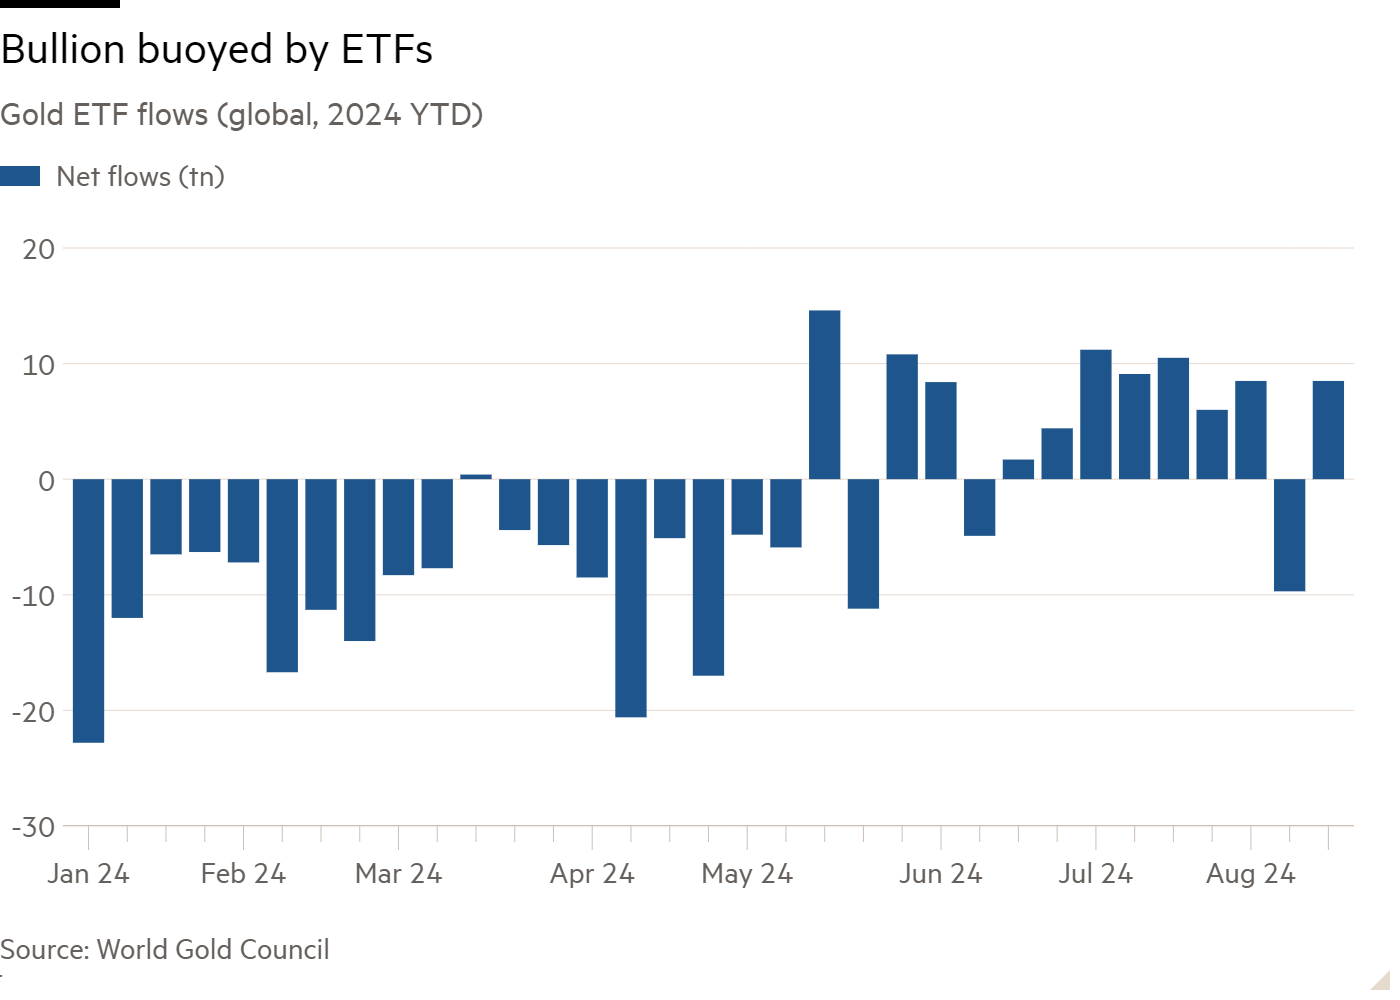 Bullion buoyed by ETFs
Gold ETF flows (global, 2024 YTD)
Net flows (tn)
20
10
0
-10
-20
-30
Jan 24 Feb 24 Mar 24 Apr 24 May 24 Jun 24 Jul 24 Aug 24
Source: World Gold Council